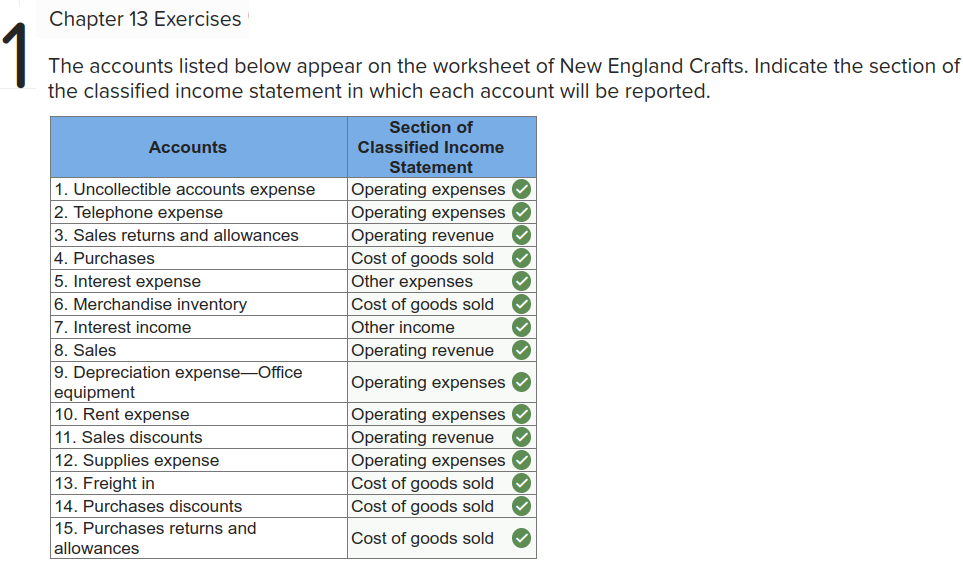 1
Chapter 13 Exercises
The accounts listed below appear on the worksheet of New England Crafts. Indicate the section of
the classified income statement in which each account will be reported.
Accounts
Section of
Classified Income
Statement
1. Uncollectible accounts expense Operating expenses
2. Telephone expense Operating expenses
3. Sales returns and allowances Operating revenue
4. Purchases Cost of goods sold
5. Interest expense Other expenses
6. Merchandise inventory Cost of goods sold
7. Interest income Other income
8. Sales Operating revenue
9. Depreciation expense—Office
equipment
Operating expenses
10. Rent expense Operating expenses
11. Sales discounts Operating revenue
12. Supplies expense Operating expenses
13. Freight in Cost of goods sold
14. Purchases discounts Cost of goods sold
15. Purchases returns and
allowances
Cost of goods sold